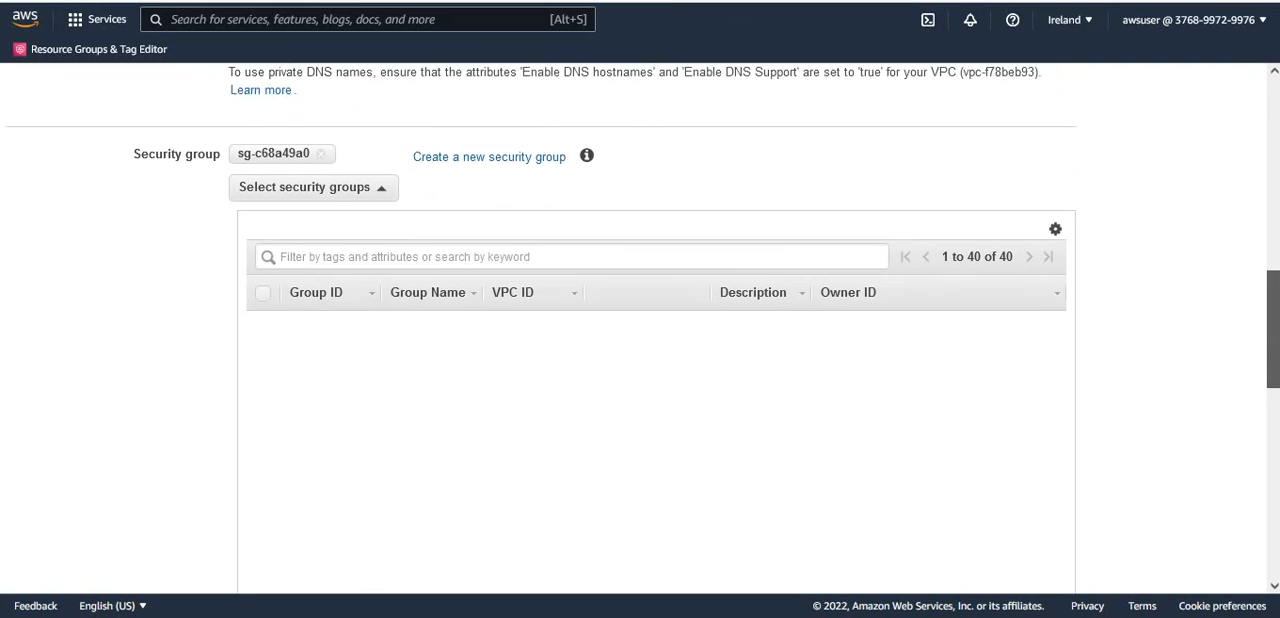 aws
Services
Search for services, features, blogs, docs, and more [Alt+S]
Ireland ▼
awsuser @ 3768-9972-9976 ▼
Resource Groups & Tag Editor
To use private DNS names, ensure that the attributes 'Enable DNS hostnames' and 'Enable DNS Support' are set to 'true' for your VPC (vpc-f78beb93).
Learn more .
Security group sg-c68a49a0 Create a new security group
Select security groups
Filter by tags and attributes or search by keyword 1 to 40 of 40
Group ID Group Name VPC ID Description Owner ID
Feedback English (US) ▼ © 2022, Amazon Web Services, Inc. or its affiliates. Privacy Terms Cookie preferences